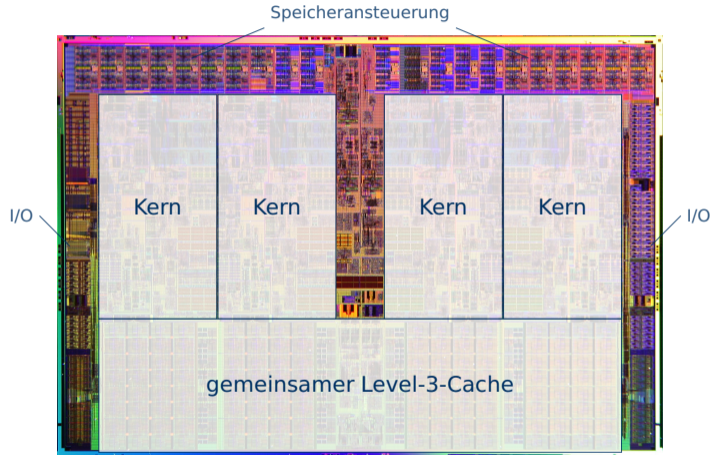 Speicheransteuerung
Kern
Kern
Kern
Kern
I/O
I/O
gemeinsamer Level-3-Cache